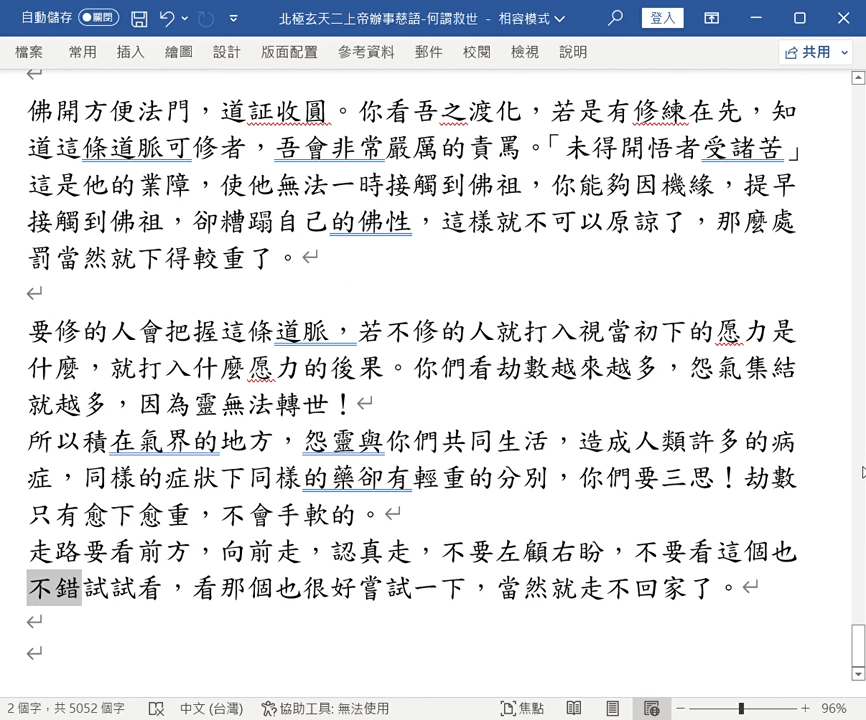 自動儲存 關閉 北極玄天二上帝辦事慈語-何謂救世 - 相容模式 登入
檔案 常用 插入 繪圖 設計 版面配置 參考資料 郵件 校閱 檢視 說明 共用
佛開方便法門，道証收圓。你看吾之渡化，若是有修練在先，知
道這條道脈可修者，吾會非常嚴厲的責罵。「未得開悟者受諸苦」
這是他的業障，使他無法一時接觸到佛祖，你能夠因機緣，提早
接觸到佛祖，卻糟蹋自己的佛性，這樣就不可以原諒了，那麼處
罰當然就下得較重了。
要修的人會把握這條道脈，若不修的人就打入視當初下的愿力是
什麼，就打入什麼愿力的後果。你們看劫數越來越多，怨氣集結
就越多，因為靈無法轉世！
所以積在氣界的地方，怨靈與你們共同生活，造成人類許多的病
症，同樣的症狀下同樣的藥卻有輕重的分別，你們要三思！劫數
只有愈下愈重，不會手軟的。
走路要看前方，向前走，認真走，不要左顧右盼，不要看這個也
不錯試試看，看那個也很好嘗試一下，當然就走不回家了。
2 個字，共 5052 個字 中文 (台灣) 協助工具: 無法使用 焦點 96%